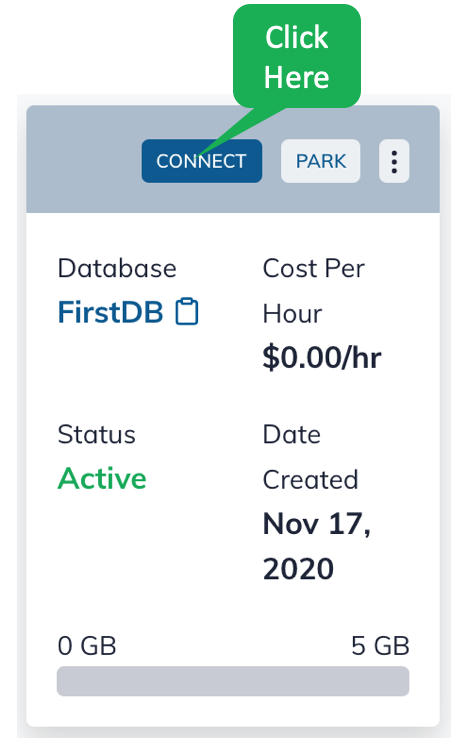 Click
Here
CONNECT PARK
Database
FirstDB
Cost Per
Hour
$0.00/hr
Status
Active
Date
Created
Nov 17,
2020
0 GB 5 GB